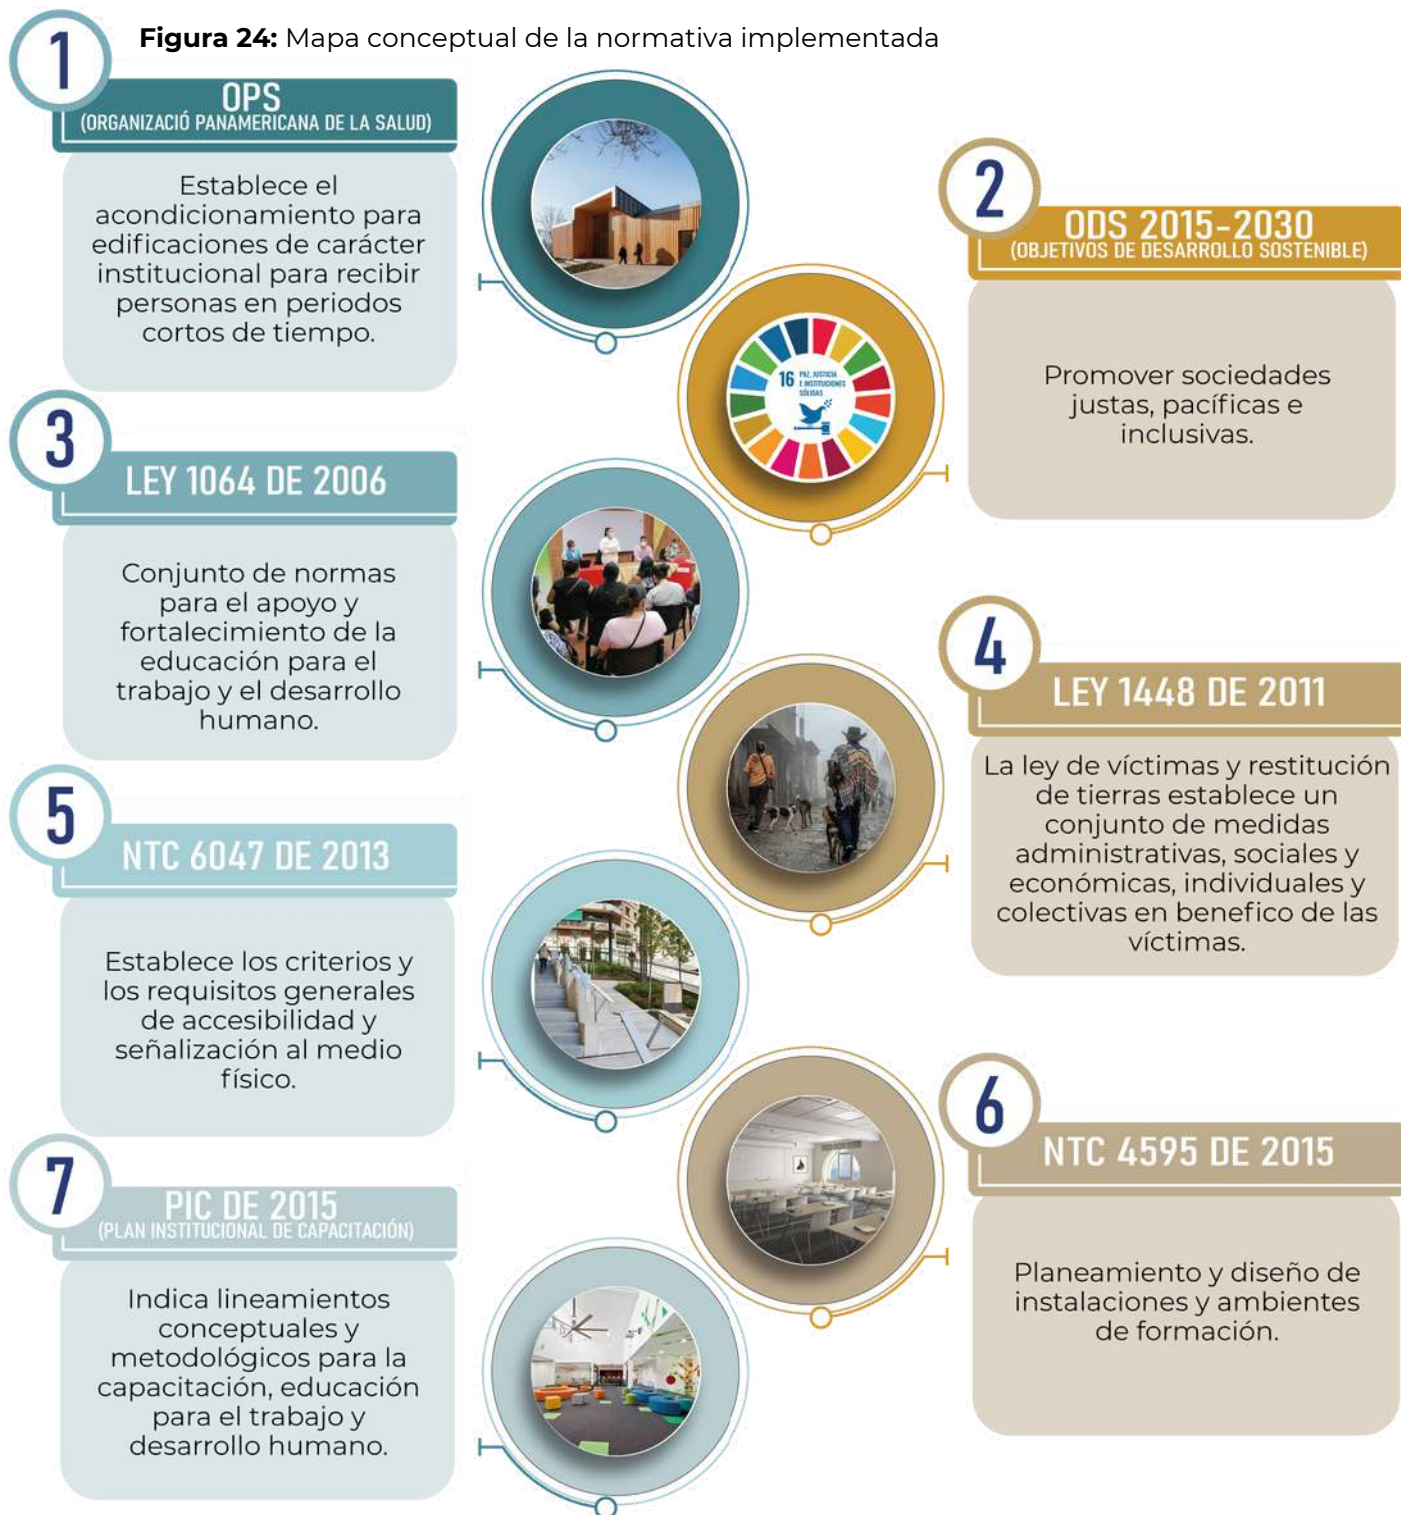 Figura 24: Mapa conceptual de la normativa implementada
1
OPS
(ORGANIZACIÓ PANAMERICANA DE LA SALUD)
Establece el
acondicionamiento para
edificaciones de carácter
institucional para recibir
personas en periodos
cortos de tiempo.
2
ODS 2015-2030
(OBJETIVOS DE DESARROLLO SOSTENIBLE)
Promover sociedades
justas, pacíficas e
inclusivas.
16 PAZ, JUSTICIA
E INSTITUCIONES
SÓLIDAS
3
LEY 1064 DE 2006
Conjunto de normas
para el apoyo y
fortalecimiento de la
educación para el
trabajo y el desarrollo
humano.
4
LEY 1448 DE 2011
La ley de víctimas y restitución
de tierras establece un
conjunto de medidas
administrativas, sociales y
económicas, individuales y
colectivas en benefico de las
víctimas.
5
NTC 6047 DE 2013
Establece los criterios y
los requisitos generales
de accesibilidad y
señalización al medio
físico.
6
NTC 4595 DE 2015
Planeamiento y diseño de
instalaciones y ambientes
de formación.
7
PIC DE 2015
(PLAN INSTITUCIONAL DE CAPACITACIÓN)
Indica lineamientos
conceptuales y
metodológicos para la
capacitación, educación
para el trabajo y
desarrollo humano.